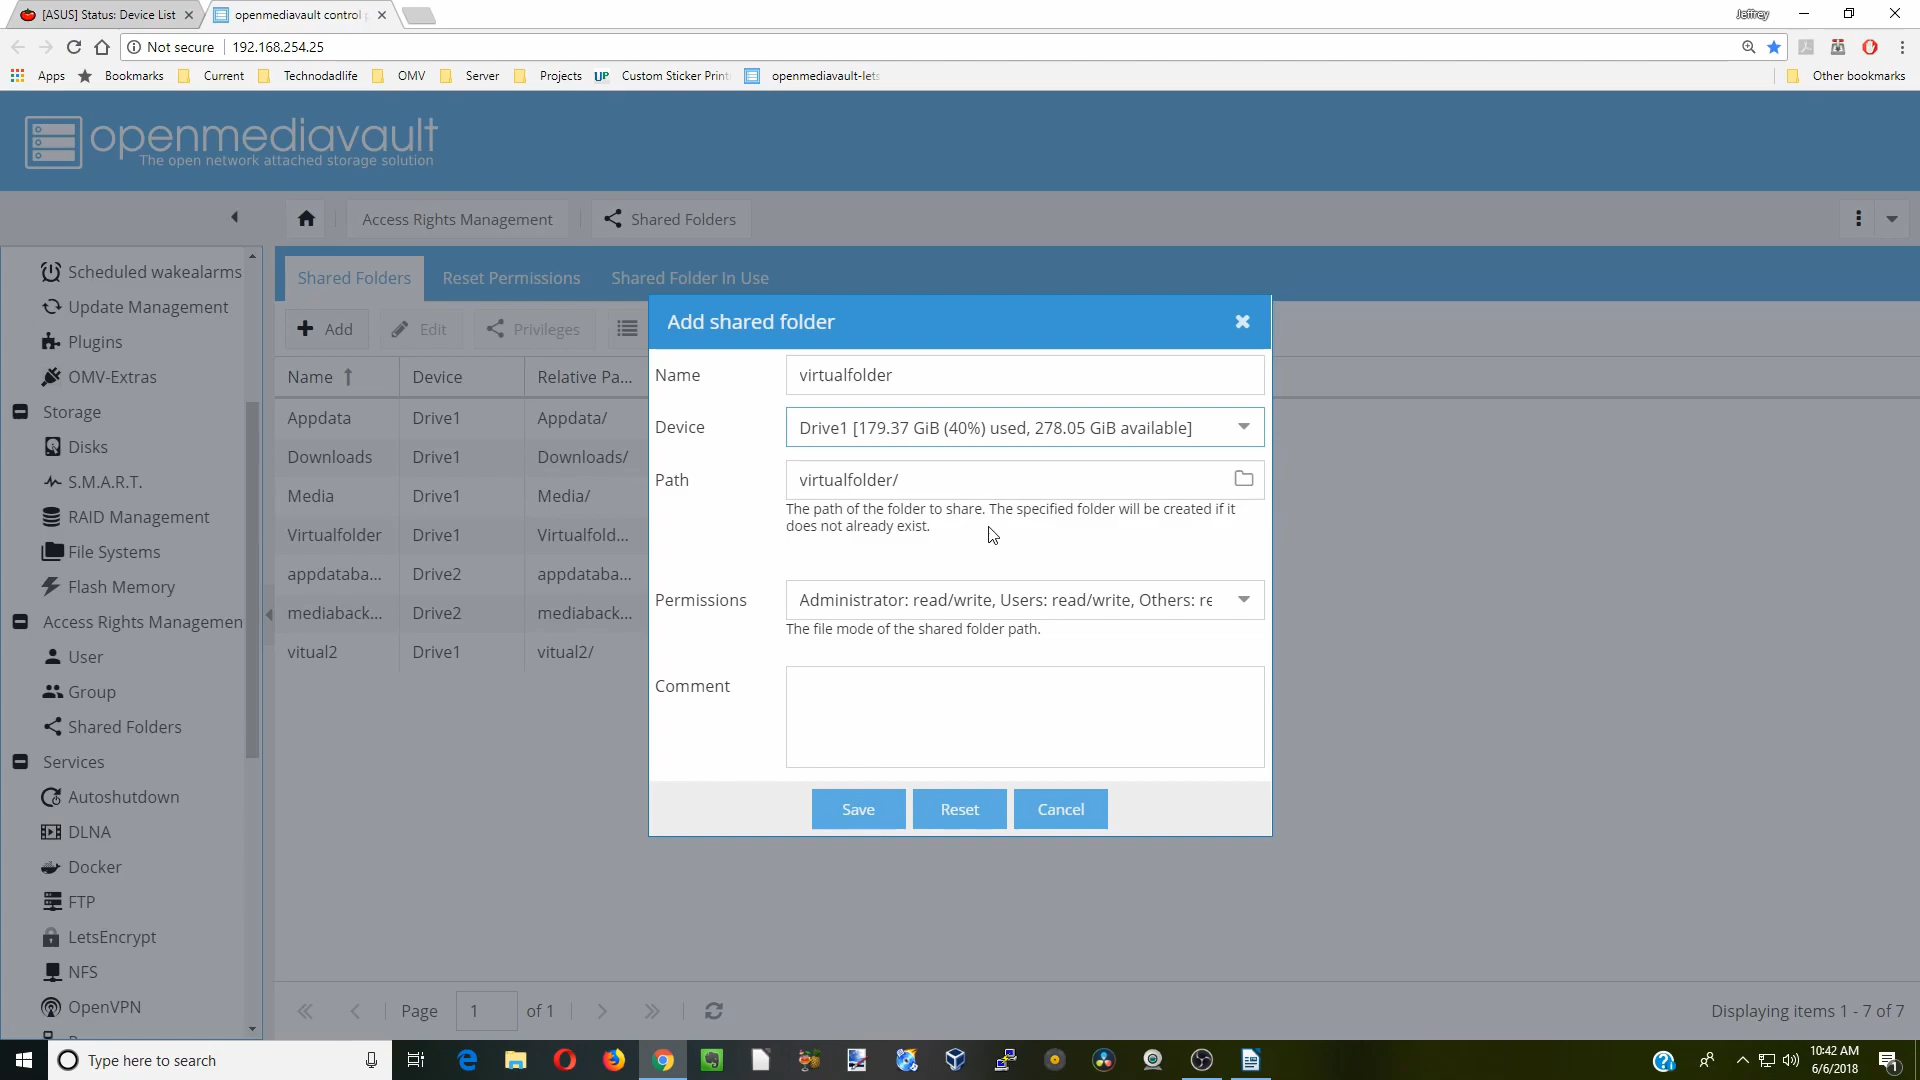 [ASUS] Status: Device List
openmediavault control
Jeffrey
Not secure
192.168.254.25
Apps
Bookmarks
Current
Technodadlife
OMV
Server
Projects
UP
Custom Sticker Print
openmediavault-lets
Other bookmarks
openmediavault
The open network attached storage solution
Access Rights Management
Shared Folders
Scheduled wakealarms
Update Management
Plugins
OMV-Extras
Storage
Disks
S.M.A.R.T.
RAID Management
File Systems
Flash Memory
Access Rights Managemen
User
Group
Shared Folders
Services
Autoshutdown
DLNA
Docker
FTP
LetsEncrypt
NFS
OpenVPN
Shared Folders
Reset Permissions
Shared Folder In Use
Add
Edit
Privileges
Name
Device
Relative Pa...
Appdata
Drive1
Appdata/
Downloads
Drive1
Downloads/
Media
Drive1
Media/
Virtualfolder
Drive1
Virtualfold...
appdataba...
Drive2
appdataba...
mediaback...
Drive2
mediaback...
vitual2
Drive1
vitual2/
Add shared folder
Name
virtualfolder
Device
Drive1 [179.37 GiB (40%) used, 278.05 GiB available]
Path
virtualfolder/
The path of the folder to share. The specified folder will be created if it
does not already exist.
Permissions
Administrator: read/write, Users: read/write, Others: re
The file mode of the shared folder path.
Comment
Save
Reset
Cancel
Page
1
of 1
Displaying items 1 - 7 of 7
Type here to search
10:42 AM
6/6/2018
1